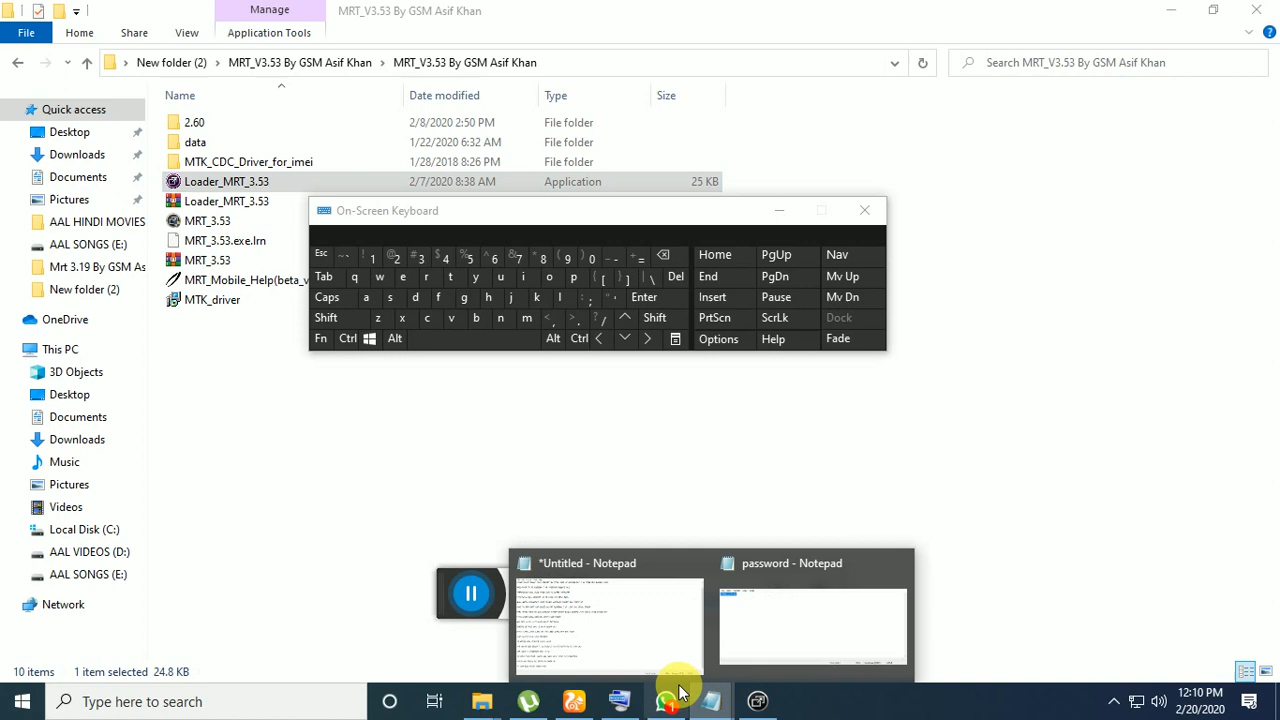 Manage
MRT_V3.53 By GSM Asif Khan
File
Home
Share
View
Application Tools
New folder (2) > MRT_V3.53 By GSM Asif Khan > MRT_V3.53 By GSM Asif Khan
Search MRT_V3.53 By GSM Asif Khan
Name
Date modified
Type
Size
Quick access
Desktop
Downloads
Documents
Pictures
AAL HINDI MOVIES
AAL SONGS (E:)
Mrt 3.19 By GSM As
New folder (2)
OneDrive
This PC
3D Objects
Desktop
Documents
Downloads
Music
Pictures
Videos
Local Disk (C:)
AAL VIDEOS (D:)
AAL SONGS (E:)
Network
2.60 2/8/2020 2:50 PM File folder
data 1/22/2020 6:32 AM File folder
MTK_CDC_Driver_for_imei 1/28/2018 8:26 PM File folder
Loader_MRT_3.53 2/7/2020 8:38 AM Application 25 KB
Loader_MRT_3.53
MRT_3.53
MRT_3.53.exe.lrn
MRT_3.53
MRT_Mobile_Help(beta_v
MTK_driver
On-Screen Keyboard
Esc ~ ` ! 1 @ 2 # 3 $ 4 % 5 ^ 6 & 7 * 8 ( 9 ) 0 _ - + = Home PgUp Nav
Tab q w e r t y u i o p { [ } ] | \ Del End PgDn Mv Up
Caps a s d f g h j k l : ; " ' Enter Insert Pause Mv Dn
Shift z x c v b n m < , > . ? / Shift PrtScn ScrLk Dock
Fn Ctrl Alt Alt Ctrl Options Help Fade
*Untitled - Notepad
password - Notepad
10 items
1 item selected 24.8 KB
Type here to search
12:10 PM
2/20/2020